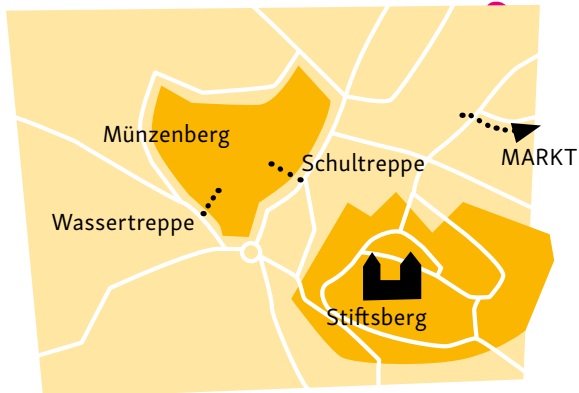 Münzenberg
Schultreppe
MARKT
Wassertreppe
Stiftsberg